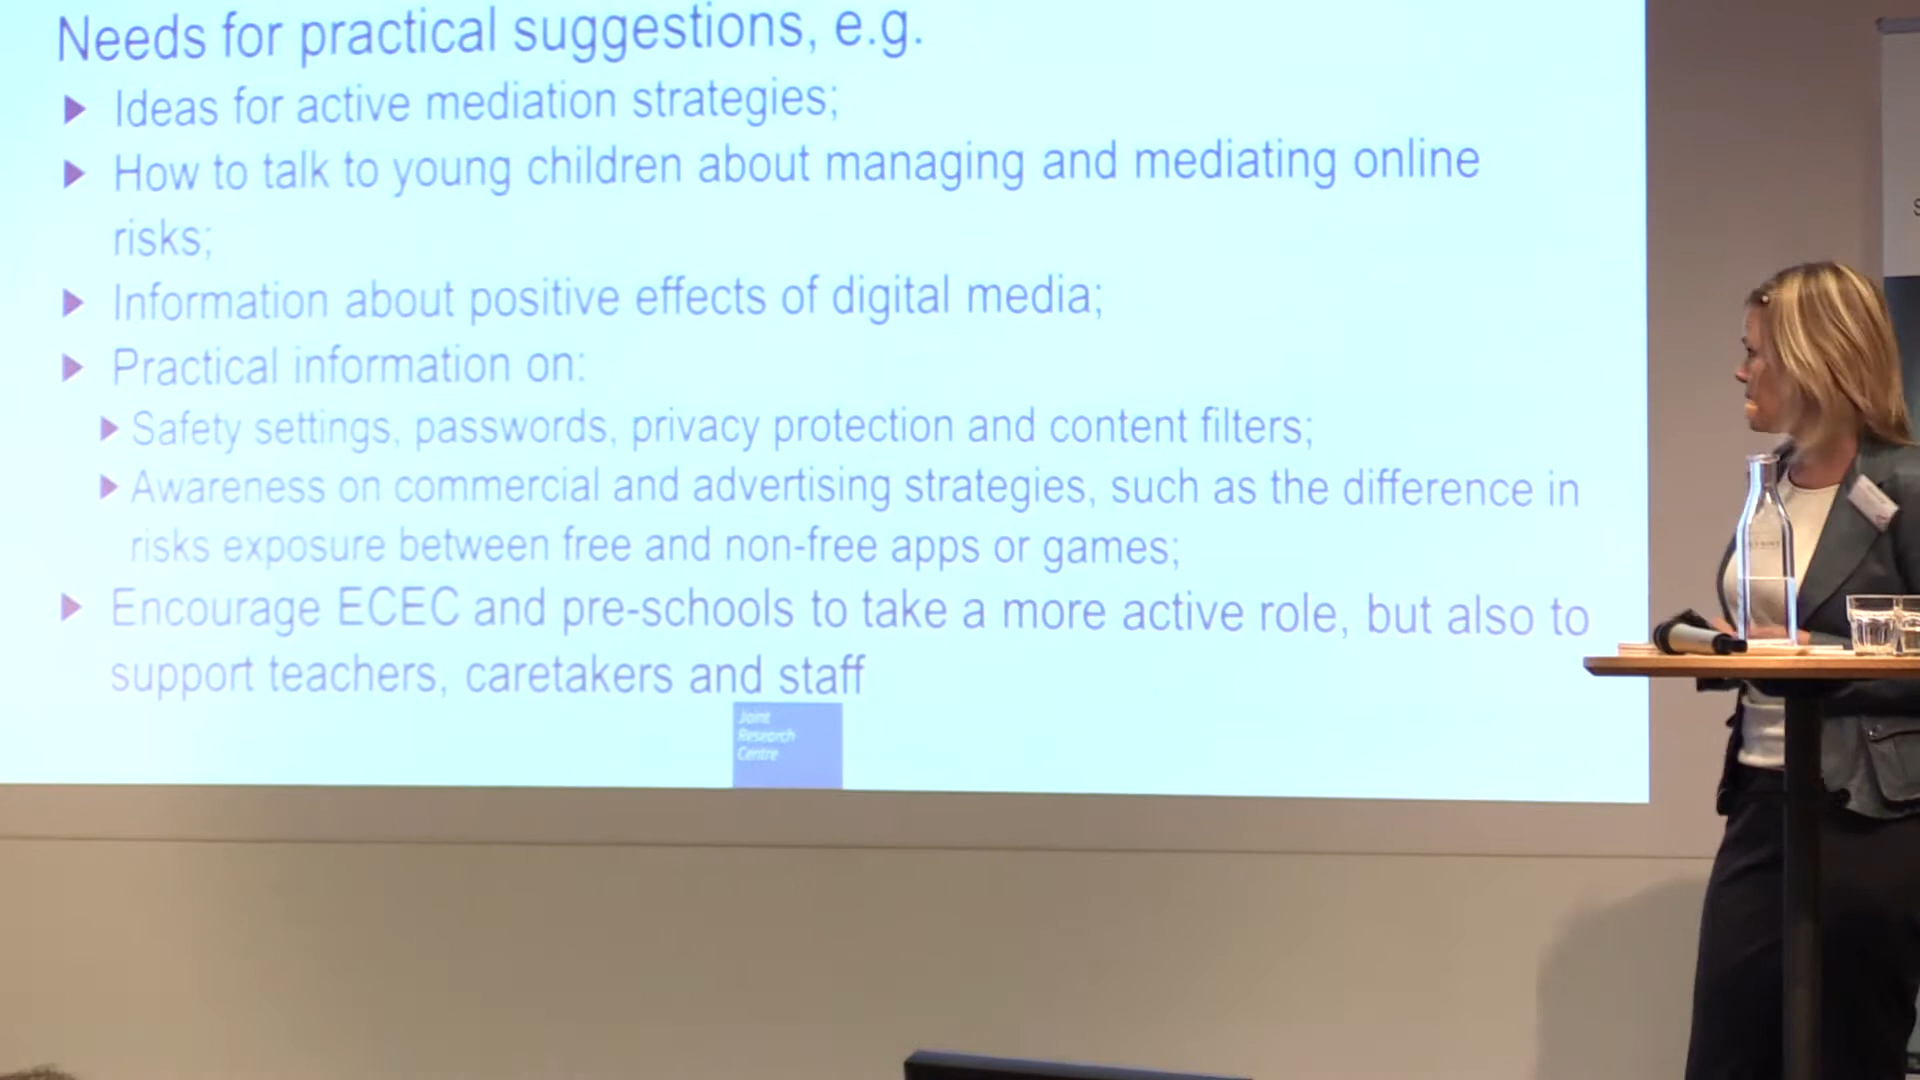 Needs for practical suggestions, e.g.
Ideas for active mediation strategies;
How to talk to young children about managing and mediating online
risks;
Information about positive effects of digital media;
Practical information on:
Safety settings, passwords, privacy protection and content filters;
Awareness on commercial and advertising strategies, such as the difference in
risks exposure between free and non-free apps or games;
Encourage ECEC and pre-schools to take a more active role, but also to
support teachers, caretakers and staff
Joint
Research
Centre